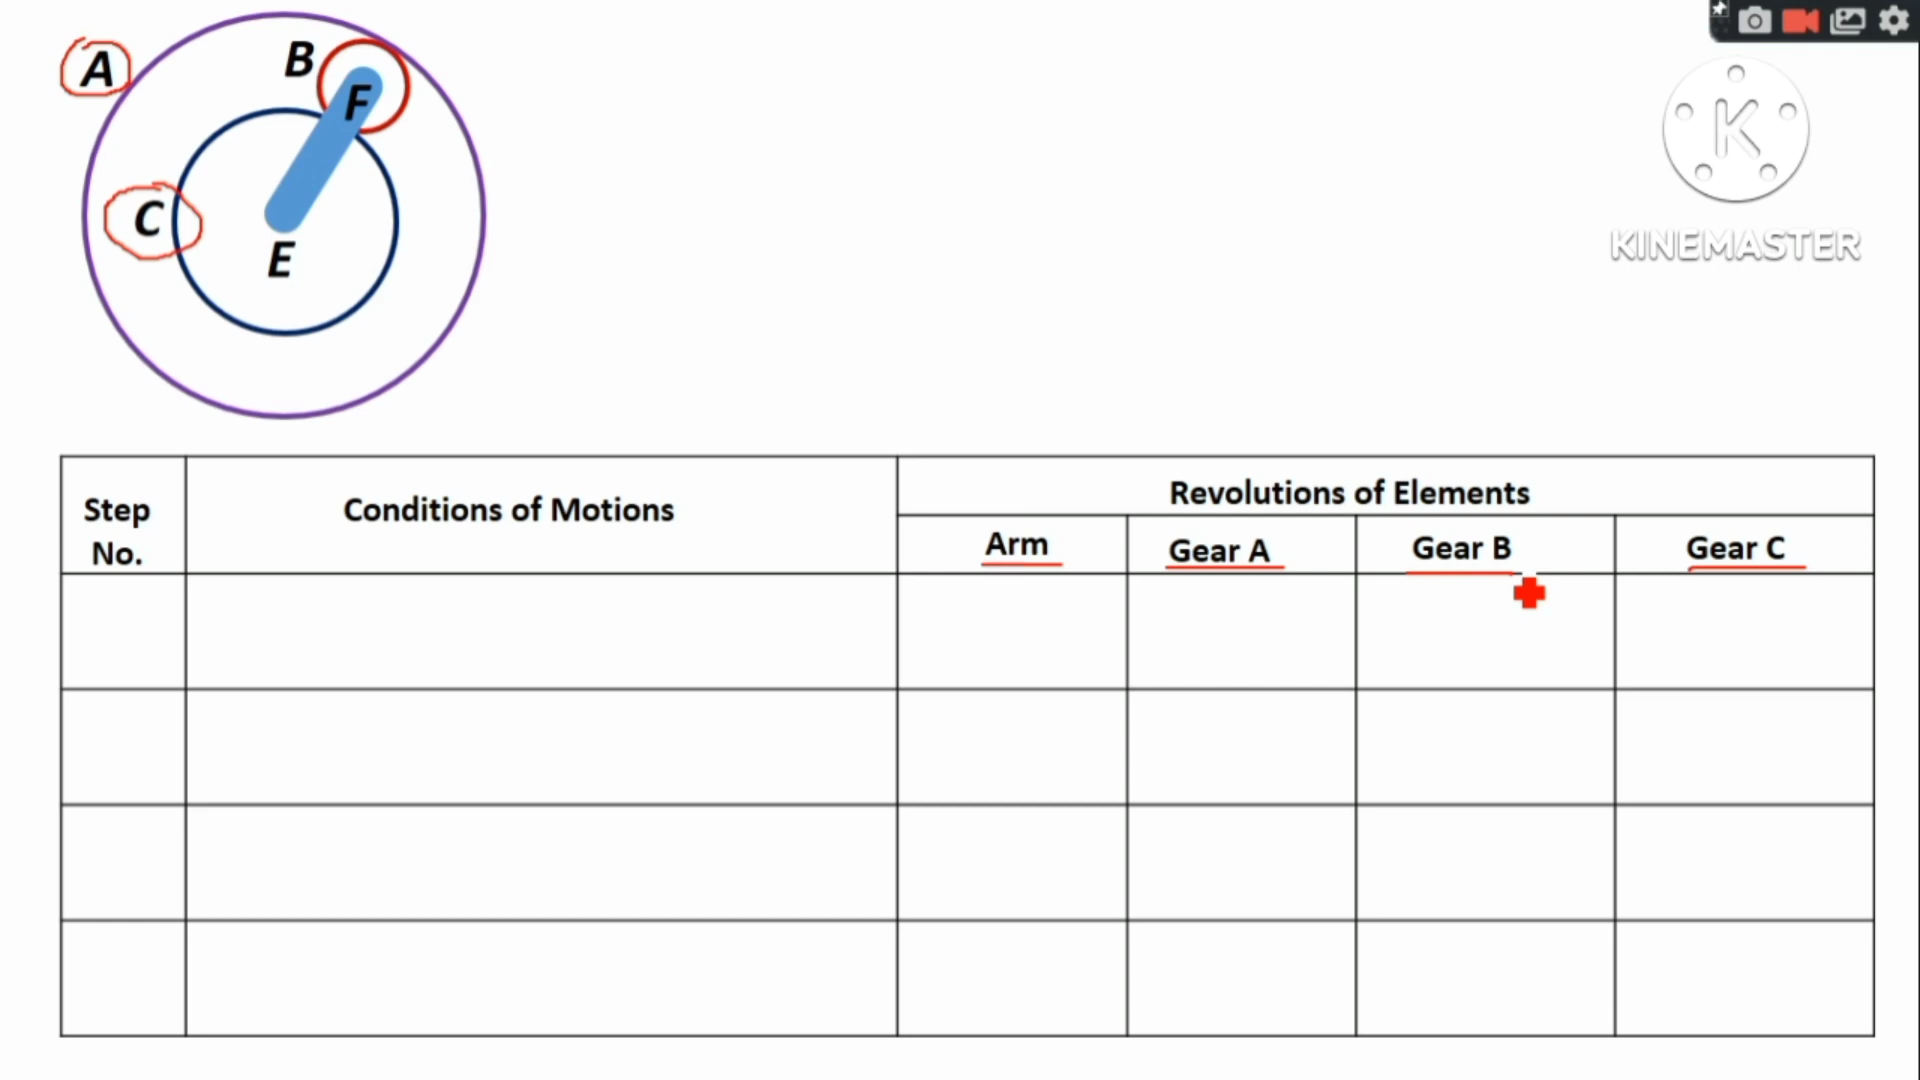 A
B
F
C
E
K
KINEMASTER
Step
No.
Conditions of Motions
Revolutions of Elements
Arm
Gear A
Gear B
Gear C